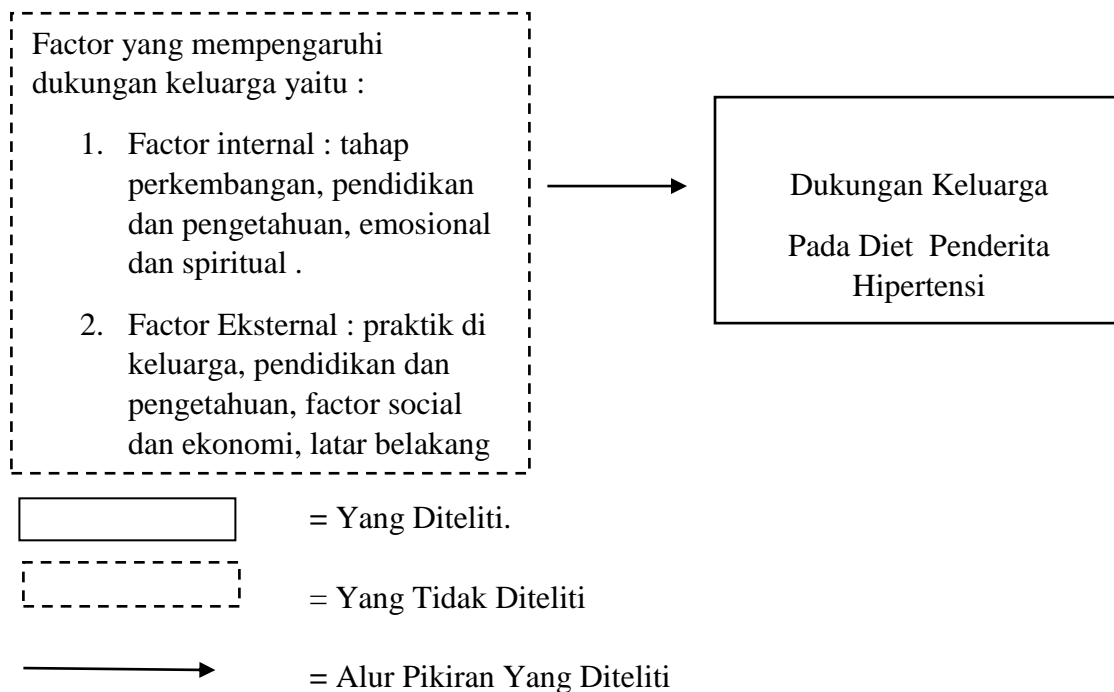 Factor yang mempengaruhi
dukungan keluarga yaitu :
1. Factor internal : tahap
perkembangan, pendidikan
dan pengetahuan, emosional
dan spiritual .
2. Factor Eksternal : praktik di
keluarga, pendidikan dan
pengetahuan, factor social
dan ekonomi, latar belakang
Dukungan Keluarga
Pada Diet Penderita
Hipertensi
= Yang Diteliti.
= Yang Tidak Diteliti
= Alur Pikiran Yang Diteliti